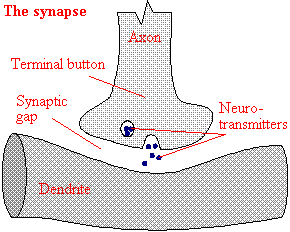 The synapse
Axon
Terminal button
Synaptic
gap
Neuro-
transmitters
Dendrite